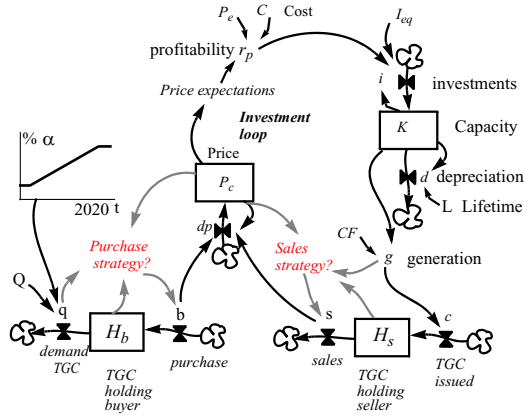 P_e C Cost
I_eq
profitability r_p
i
investments
Price expectations
% α
Investment
loop
K
Capacity
Price
P_c
d depreciation
2020 t
L Lifetime
dp
CF
Purchase
strategy?
Sales
strategy?
g generation
Q
q
b
s
c
H_b
H_s
demand
TGC
purchase
sales
TGC
issued
TGC
holding
buyer
TGC
holding
seller